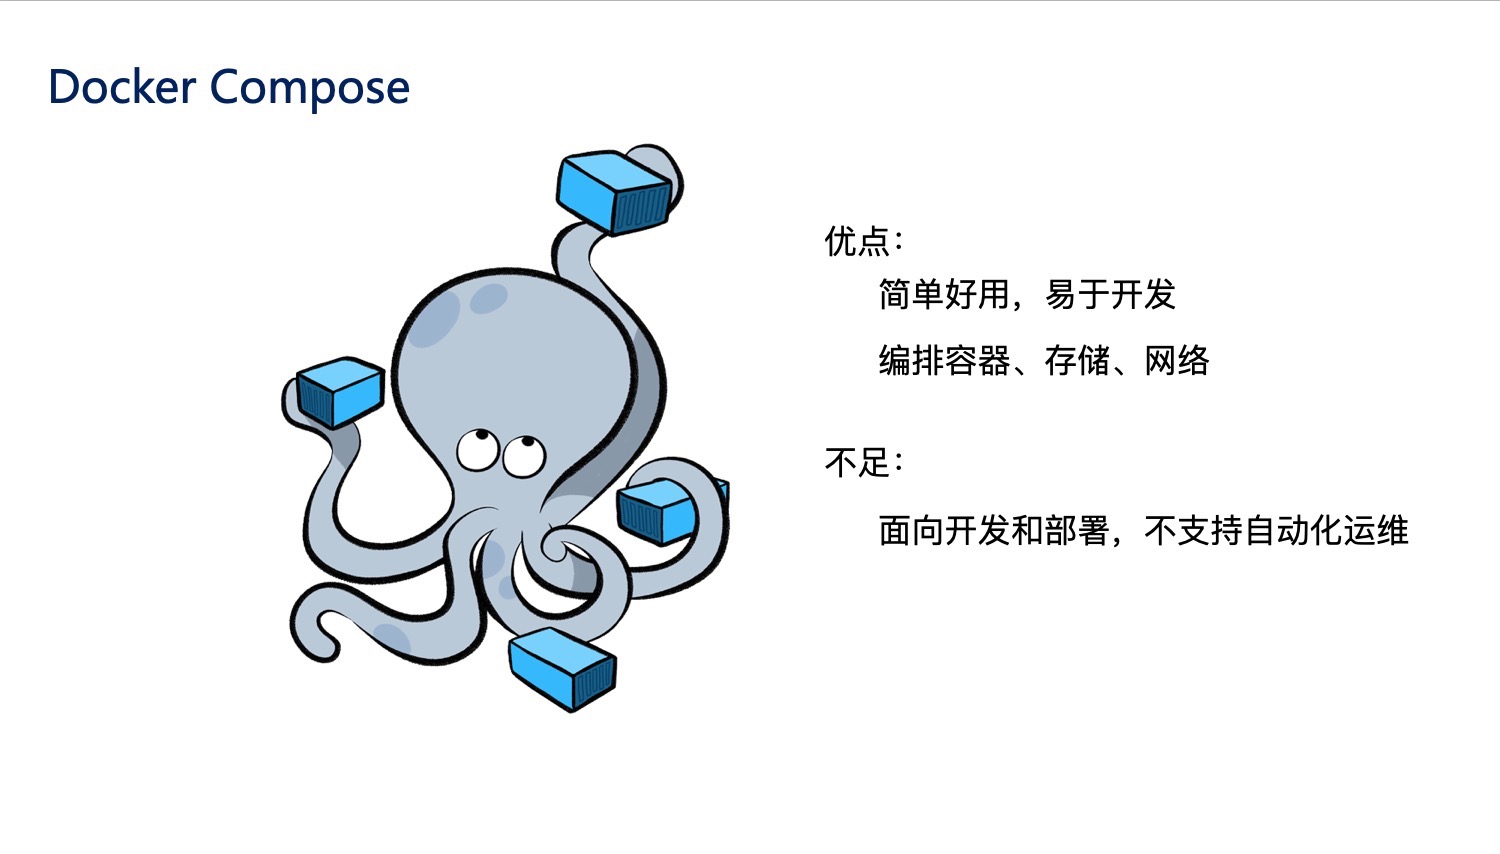 Docker Compose
优点：
简单好用，易于开发
编排容器、存储、网络
不足：
面向开发和部署，不支持自动化运维